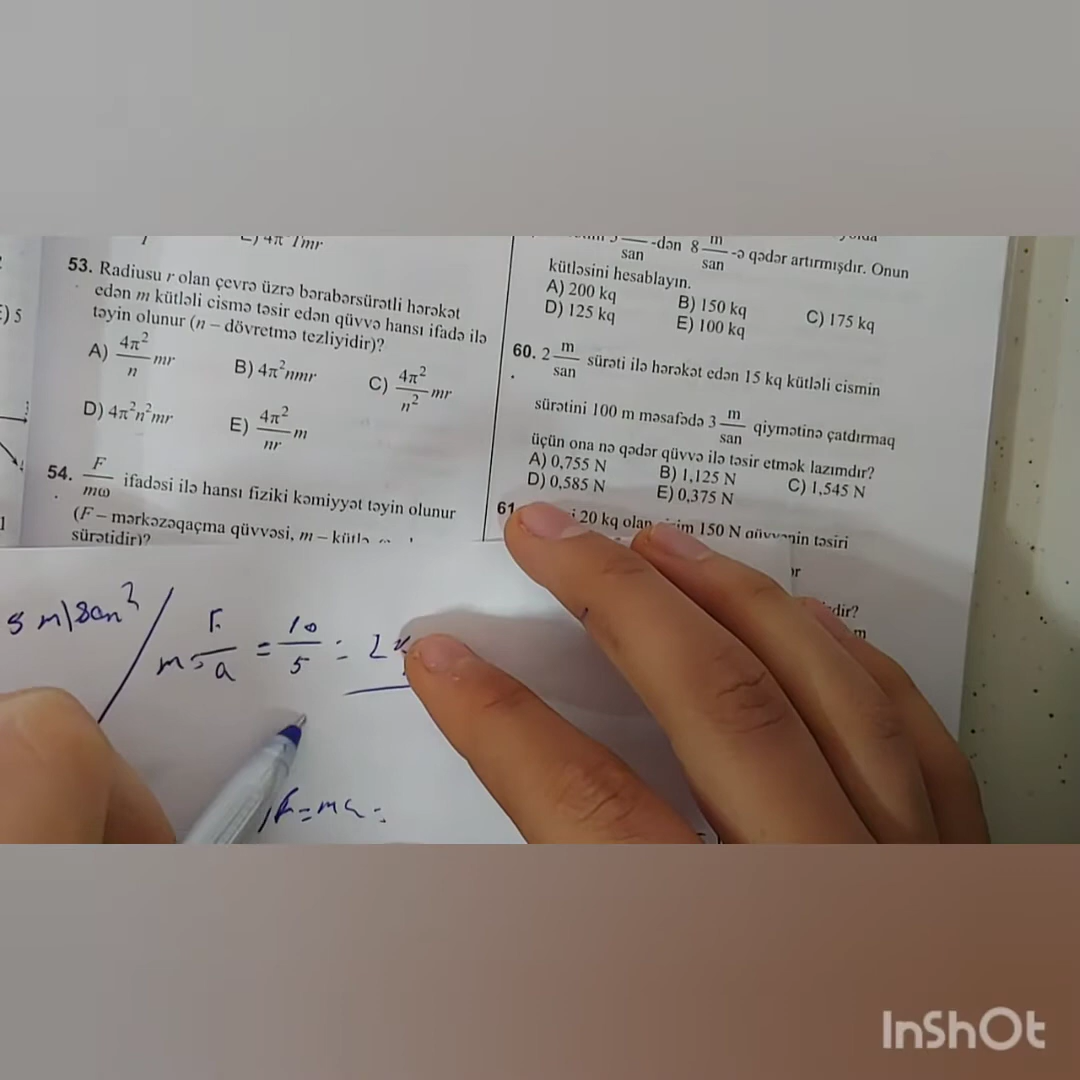 4π²Tmr
53. Radiusu r olan çevrə üzrə bərabərsürətli hərəkət
edən m kütləli cismə təsir edən qüvvə hansı ifadə ilə
təyin olunur (n – dövretmə tezliyidir)?
A) 4π²/n mr B) 4π²nmr C) 4π²/n² mr
D) 4π²n²mr E) 4π²/nr m
54. F/mω ifadəsi ilə hansı fiziki kəmiyyət təyin olunur
(F – mərkəzəqaçma qüvvəsi, m – kütlə
sürətidir)?
E) 5
san -dən 8 m/san -ə qədər artırmışdır. Onun
kütləsini hesablayın.
A) 200 kq B) 150 kq C) 175 kq
D) 125 kq E) 100 kq
60. 2 m/san sürəti ilə hərəkət edən 15 kq kütləli cismin
sürətini 100 m məsafədə 3 m/san qiymətinə çatdırmaq
üçün ona nə qədər qüvvə ilə təsir etmək lazımdır?
A) 0,755 N B) 1,125 N C) 1,545 N
D) 0,585 N E) 0,375 N
61. 20 kq olan 150 N qüvvənin təsiri
5 m/san² / m = F/a = 10/5 = 2
F = ma =
InShOt